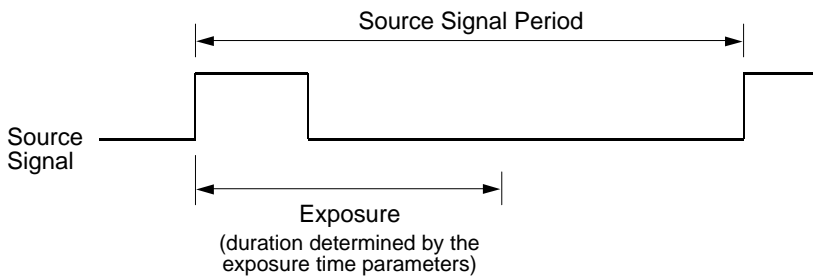 Source Signal Period
Source
Signal
Exposure
(duration determined by the
exposure time parameters)